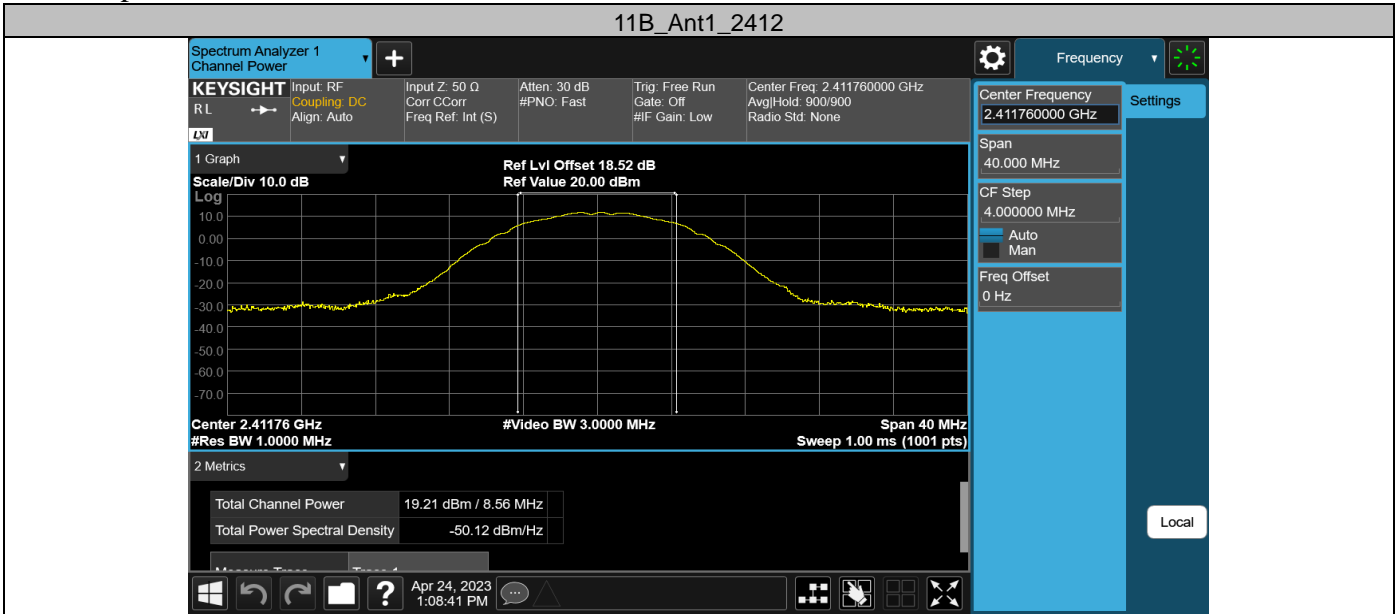 11B_Ant1_2412
Spectrum Analyzer 1
Channel Power
Frequency
KEYSIGHT
R L
LXI
Input: RF
Coupling: DC
Align: Auto
Input Z: 50 Ω
Corr CCorr
Freq Ref: Int (S)
Atten: 30 dB
#PNO: Fast
Trig: Free Run
Gate: Off
#IF Gain: Low
Center Freq: 2.411760000 GHz
Avg|Hold: 900/900
Radio Std: None
Center Frequency
2.411760000 GHz
Settings
Span
40.000 MHz
CF Step
4.000000 MHz
Auto
Man
Freq Offset
0 Hz
Local
1 Graph
Scale/Div 10.0 dB
Ref Lvl Offset 18.52 dB
Ref Value 20.00 dBm
Log
10.0
0.00
-10.0
-20.0
-30.0
-40.0
-50.0
-60.0
-70.0
Center 2.41176 GHz
#Video BW 3.0000 MHz
Span 40 MHz
#Res BW 1.0000 MHz
Sweep 1.00 ms (1001 pts)
2 Metrics
Total Channel Power 19.21 dBm / 8.56 MHz
Total Power Spectral Density -50.12 dBm/Hz
?
Apr 24, 2023
1:08:41 PM